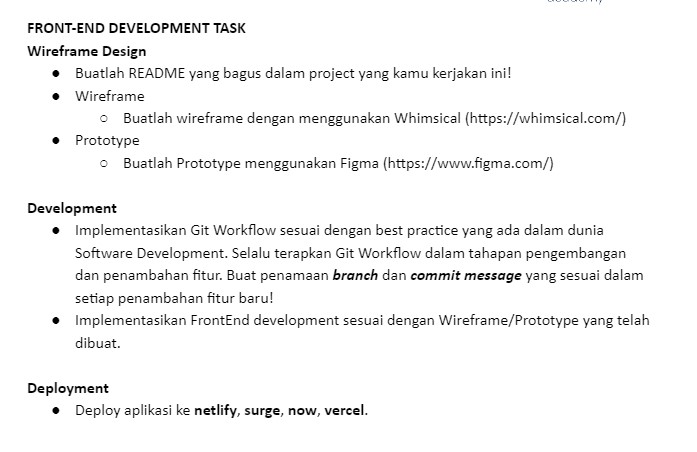 FRONT-END DEVELOPMENT TASK
Wireframe Design
● Buatlah README yang bagus dalam project yang kamu kerjakan ini!
● Wireframe
○ Buatlah wireframe dengan menggunakan Whimsical (https://whimsical.com/)
● Prototype
○ Buatlah Prototype menggunakan Figma (https://www.figma.com/)
Development
● Implementasikan Git Workflow sesuai dengan best practice yang ada dalam dunia
Software Development. Selalu terapkan Git Workflow dalam tahapan pengembangan
dan penambahan fitur. Buat penamaan branch dan commit message yang sesuai dalam
setiap penambahan fitur baru!
● Implementasikan FrontEnd development sesuai dengan Wireframe/Prototype yang telah
dibuat.
Deployment
● Deploy aplikasi ke netlify, surge, now, vercel.